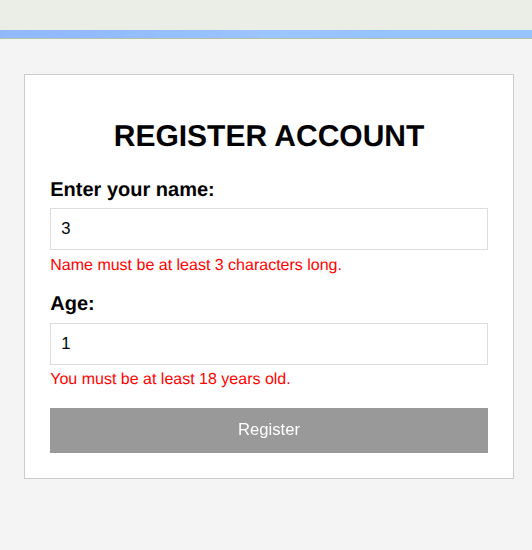 REGISTER ACCOUNT
Enter your name:
3
Name must be at least 3 characters long.
Age:
1
You must be at least 18 years old.
Register